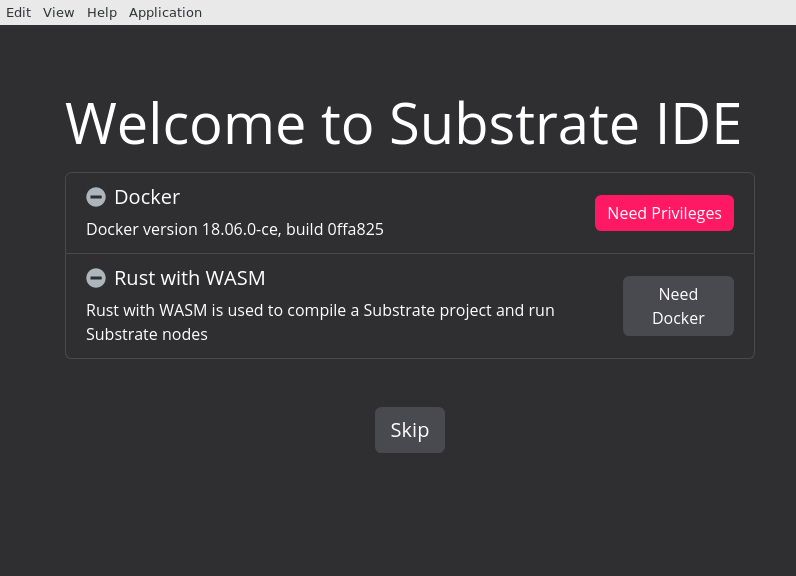 Edit View Help Application
Welcome to Substrate IDE
Docker
Docker version 18.06.0-ce, build 0ffa825
Need Privileges
Rust with WASM
Rust with WASM is used to compile a Substrate project and run
Substrate nodes
Need
Docker
Skip